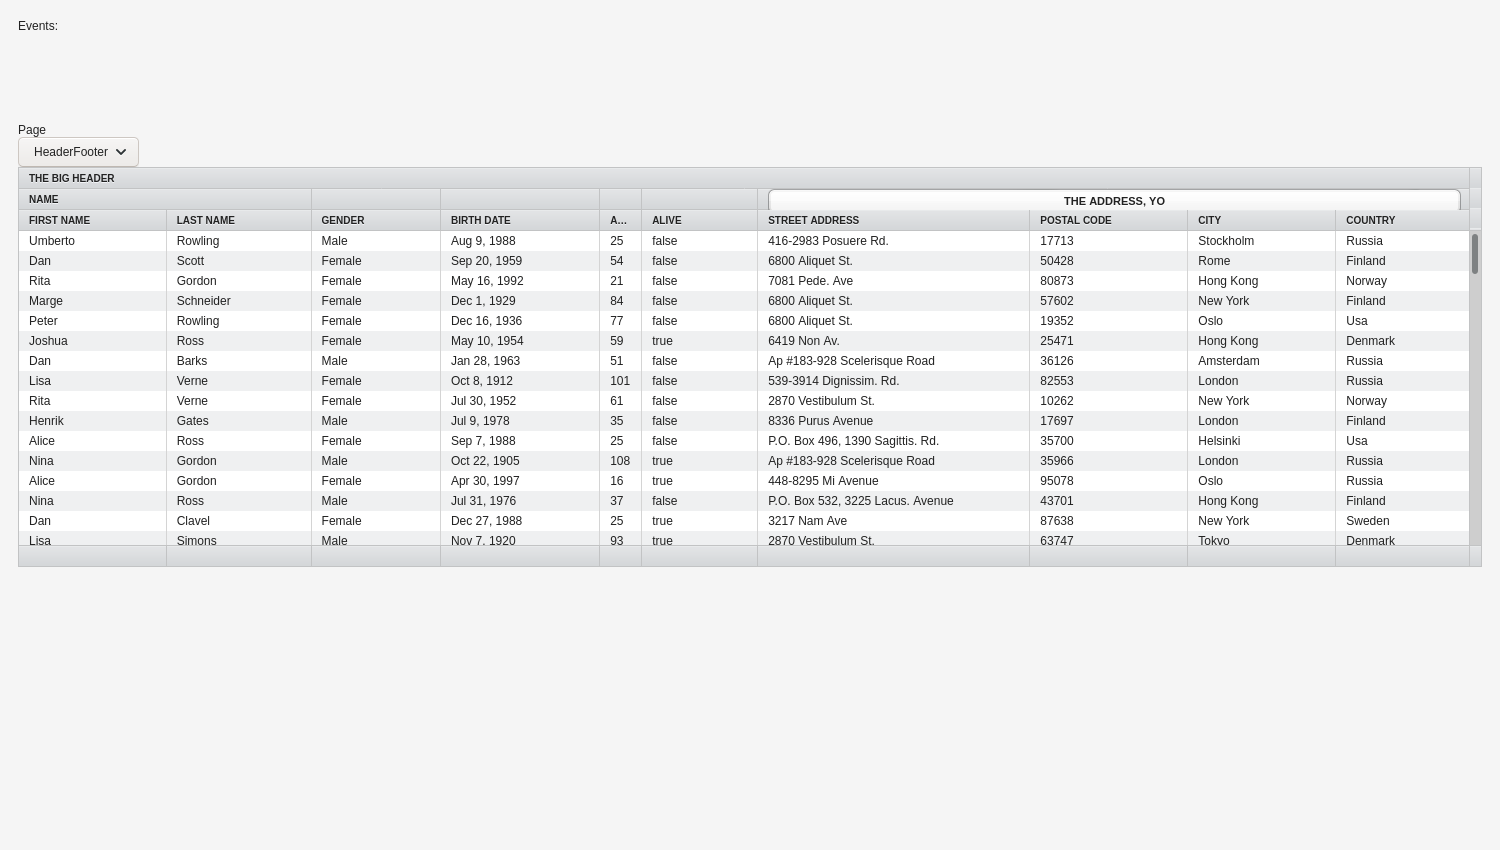 Events:
Page
HeaderFooter
THE BIG HEADER
NAME THE ADDRESS, YO
FIRST NAME LAST NAME GENDER BIRTH DATE A... ALIVE STREET ADDRESS POSTAL CODE CITY COUNTRY
Umberto Rowling Male Aug 9, 1988 25 false 416-2983 Posuere Rd. 17713 Stockholm Russia
Dan Scott Female Sep 20, 1959 54 false 6800 Aliquet St. 50428 Rome Finland
Rita Gordon Female May 16, 1992 21 false 7081 Pede. Ave 80873 Hong Kong Norway
Marge Schneider Female Dec 1, 1929 84 false 6800 Aliquet St. 57602 New York Finland
Peter Rowling Female Dec 16, 1936 77 false 6800 Aliquet St. 19352 Oslo Usa
Joshua Ross Female May 10, 1954 59 true 6419 Non Av. 25471 Hong Kong Denmark
Dan Barks Male Jan 28, 1963 51 false Ap #183-928 Scelerisque Road 36126 Amsterdam Russia
Lisa Verne Female Oct 8, 1912 101 false 539-3914 Dignissim. Rd. 82553 London Russia
Rita Verne Female Jul 30, 1952 61 false 2870 Vestibulum St. 10262 New York Norway
Henrik Gates Male Jul 9, 1978 35 false 8336 Purus Avenue 17697 London Finland
Alice Ross Female Sep 7, 1988 25 false P.O. Box 496, 1390 Sagittis. Rd. 35700 Helsinki Usa
Nina Gordon Male Oct 22, 1905 108 true Ap #183-928 Scelerisque Road 35966 London Russia
Alice Gordon Female Apr 30, 1997 16 true 448-8295 Mi Avenue 95078 Oslo Russia
Nina Ross Male Jul 31, 1976 37 false P.O. Box 532, 3225 Lacus. Avenue 43701 Hong Kong Finland
Dan Clavel Female Dec 27, 1988 25 true 3217 Nam Ave 87638 New York Sweden
Lisa Simons Male Nov 7, 1920 93 true 2870 Vestibulum St. 63747 Tokyo Denmark